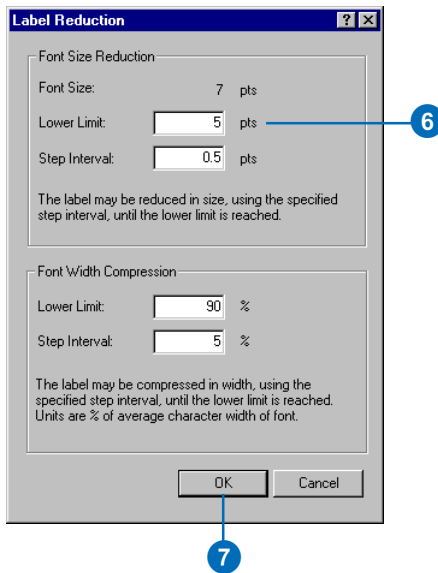 Label Reduction ? X
Font Size Reduction
Font Size: 7 pts
Lower Limit: 5 pts 6
Step Interval: 0.5 pts
The label may be reduced in size, using the specified
step interval, until the lower limit is reached.
Font Width Compression
Lower Limit: 90 %
Step Interval: 5 %
The label may be compressed in width, using the
specified step interval, until the lower limit is reached.
Units are % of average character width of font.
OK Cancel
7